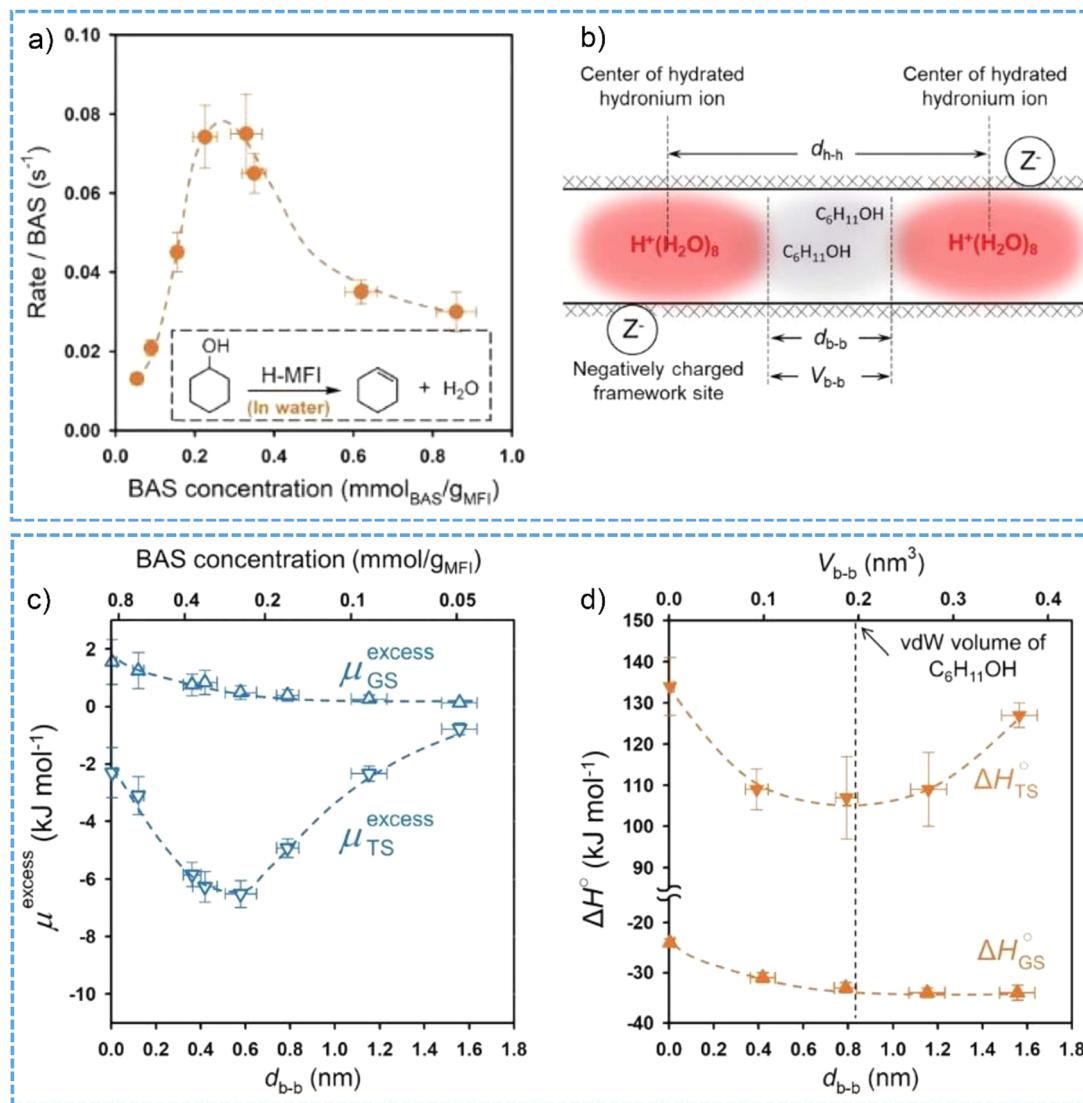 a)
0.10
0.08
0.06
0.04
0.02
0.00
Rate / BAS (s⁻¹)
OH
H-MFI
(In water)
+ H₂O
0.0 0.2 0.4 0.6 0.8 1.0
BAS concentration (mmol_BAS/g_MFI)
b)
Center of hydrated
hydronium ion
Center of hydrated
hydronium ion
d_h-h
Z⁻
C₆H₁₁OH
C₆H₁₁OH
H⁺(H₂O)₈
H⁺(H₂O)₈
Z⁻
d_b-b
V_b-b
Negatively charged
framework site
BAS concentration (mmol/g_MFI)
c)
0.8 0.4 0.2 0.1 0.05
2
0
-2
-4
-6
-8
-10
μ^excess (kJ mol⁻¹)
μ_GS^excess
μ_TS^excess
0.0 0.2 0.4 0.6 0.8 1.0 1.2 1.4 1.6 1.8
d_b-b (nm)
V_b-b (nm³)
d)
0.0 0.1 0.2 0.3 0.4
150
140
130
120
110
100
90
-20
-30
-40
ΔH° (kJ mol⁻¹)
vdW volume of
C₆H₁₁OH
ΔH°_TS
ΔH°_GS
0.0 0.2 0.4 0.6 0.8 1.0 1.2 1.4 1.6 1.8
d_b-b (nm)